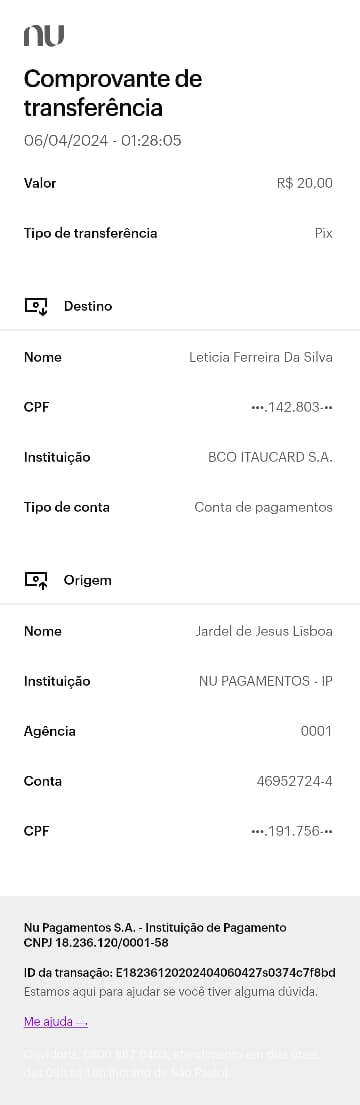 nu
Comprovante de
transferência
06/04/2024 - 01:28:05
Valor R$ 20,00
Tipo de transferência Pix
Destino
Nome Leticia Ferreira Da Silva
CPF •••.142.803-••
Instituição BCO ITAUCARD S.A.
Tipo de conta Conta de pagamentos
Origem
Nome Jardel de Jesus Lisboa
Instituição NU PAGAMENTOS - IP
Agência 0001
Conta 46952724-4
CPF •••.191.756-••
Nu Pagamentos S.A. - Instituição de Pagamento
CNPJ 18.236.120/0001-58
ID da transação: E18236120202404060427s0374c7f8bd
Estamos aqui para ajudar se você tiver alguma dúvida.
Me ajuda →
Ouvidoria: 0800 887 0463, atendimento em dias úteis,
das 09h às 18h (horário de São Paulo).